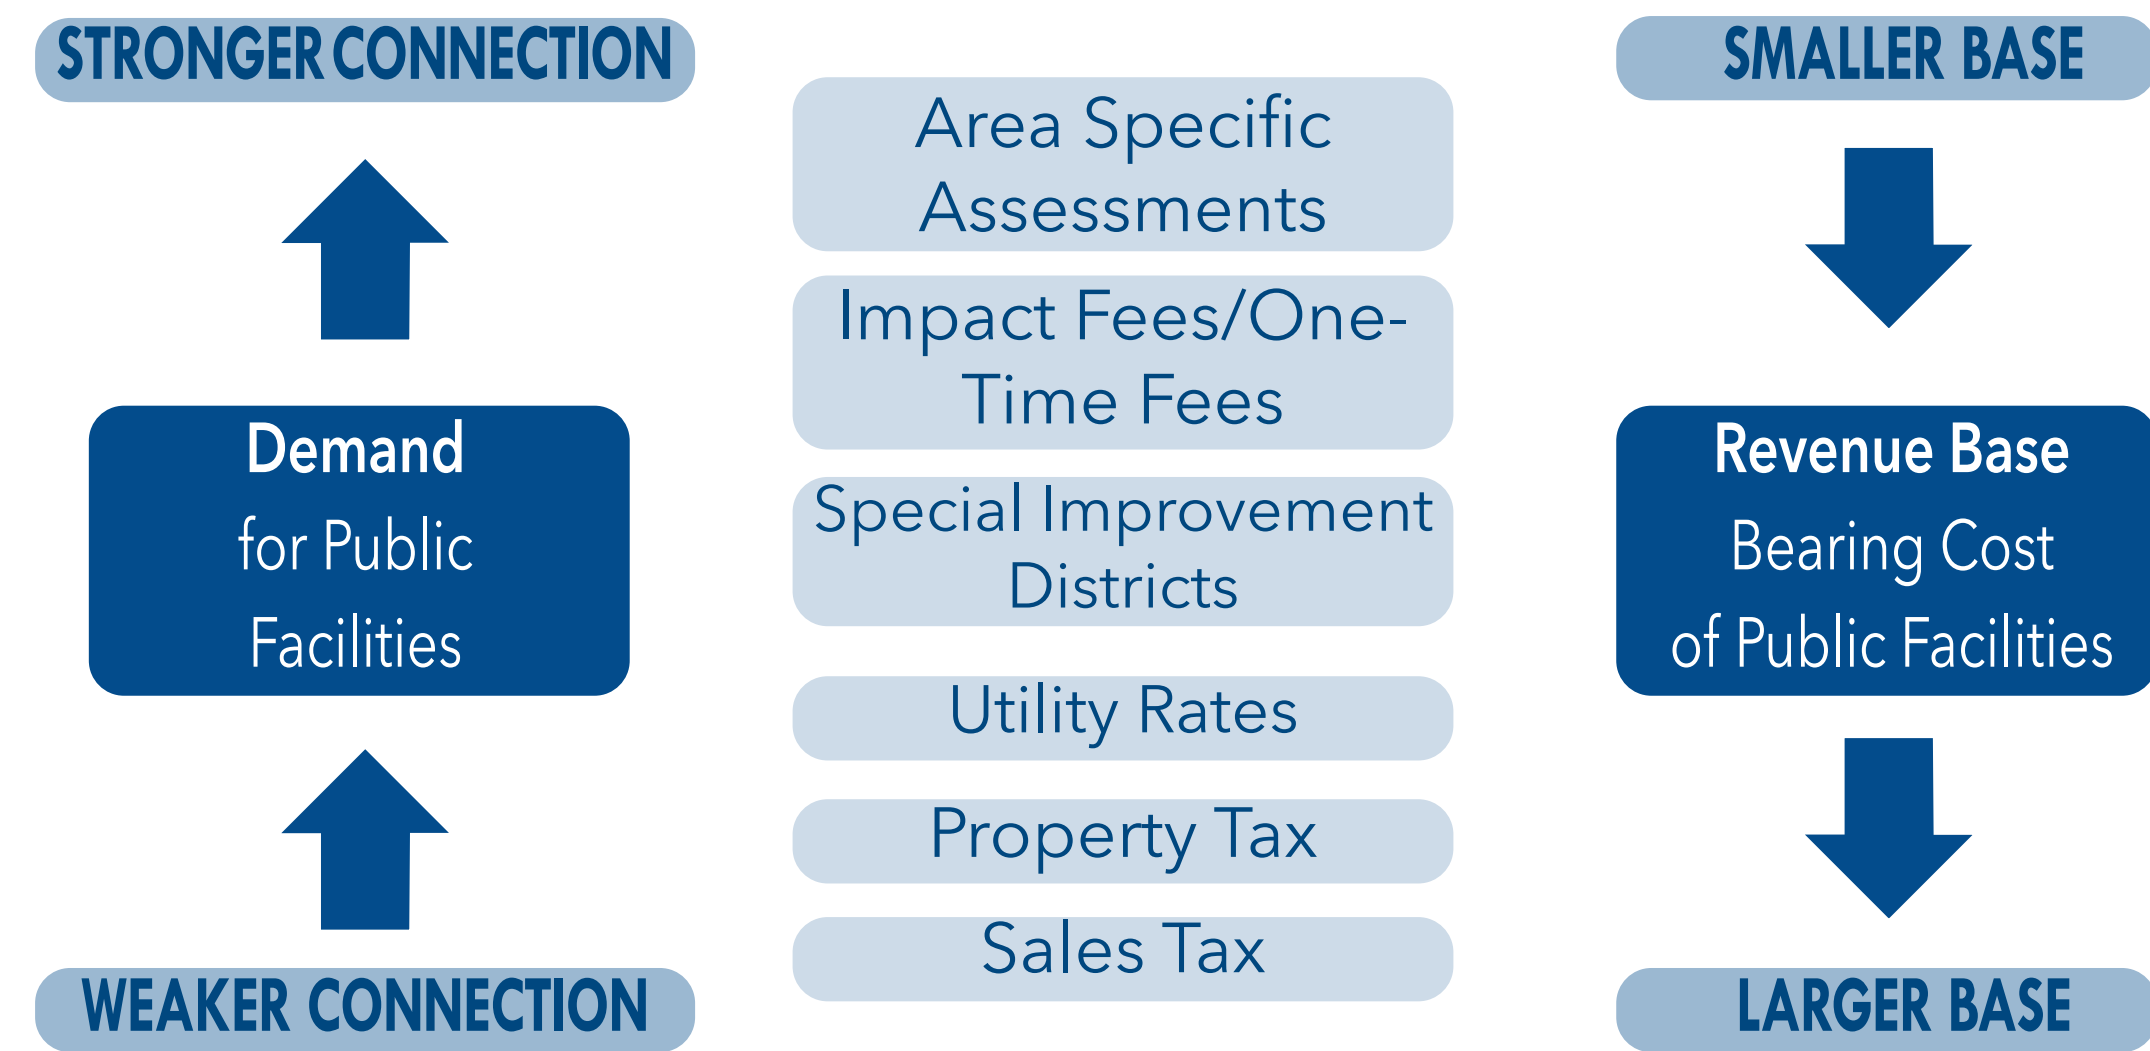 STRONGER CONNECTION
Demand
for Public
Facilities
WEAKER CONNECTION
Area Specific
Assessments
Impact Fees/One-
Time Fees
Special Improvement
Districts
Utility Rates
Property Tax
Sales Tax
SMALLER BASE
Revenue Base
Bearing Cost
of Public Facilities
LARGER BASE